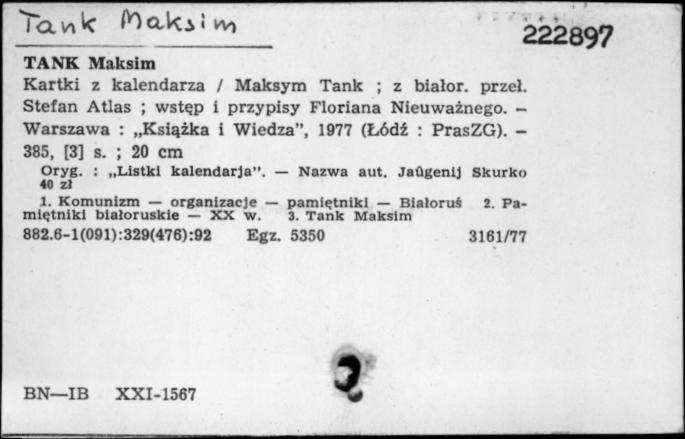 Tank Maksim
222897
TANK Maksim
Kartki z kalendarza / Maksym Tank ; z białor. przeł.
Stefan Atlas ; wstęp i przypisy Floriana Nieuważnego. —
Warszawa : „Książka i Wiedza”, 1977 (Łódź : PrasZG). —
385, [3] s. ; 20 cm
Oryg. : „Listki kalendarja”. — Nazwa aut. Jaŭgenij Skurko
40 zł
1. Komunizm — organizacje — pamiętniki — Białoruś 2. Pa-
miętniki białoruskie — XX w. 3. Tank Maksim
882.6-1(091):329(476):92 Egz. 5350 3161/77
BN—IB XXI-1567